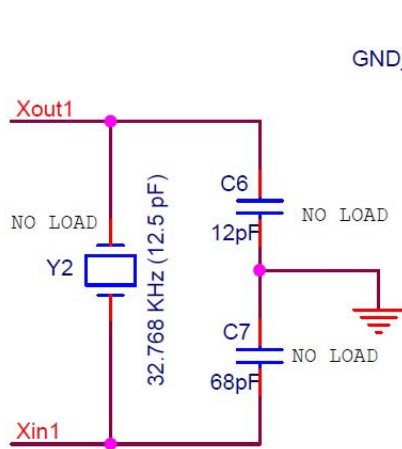 GND_
Xout1
C6
NO LOAD
NO LOAD
12pF
Y2
32.768 KHz (12.5 pF)
C7
NO LOAD
68pF
Xin1